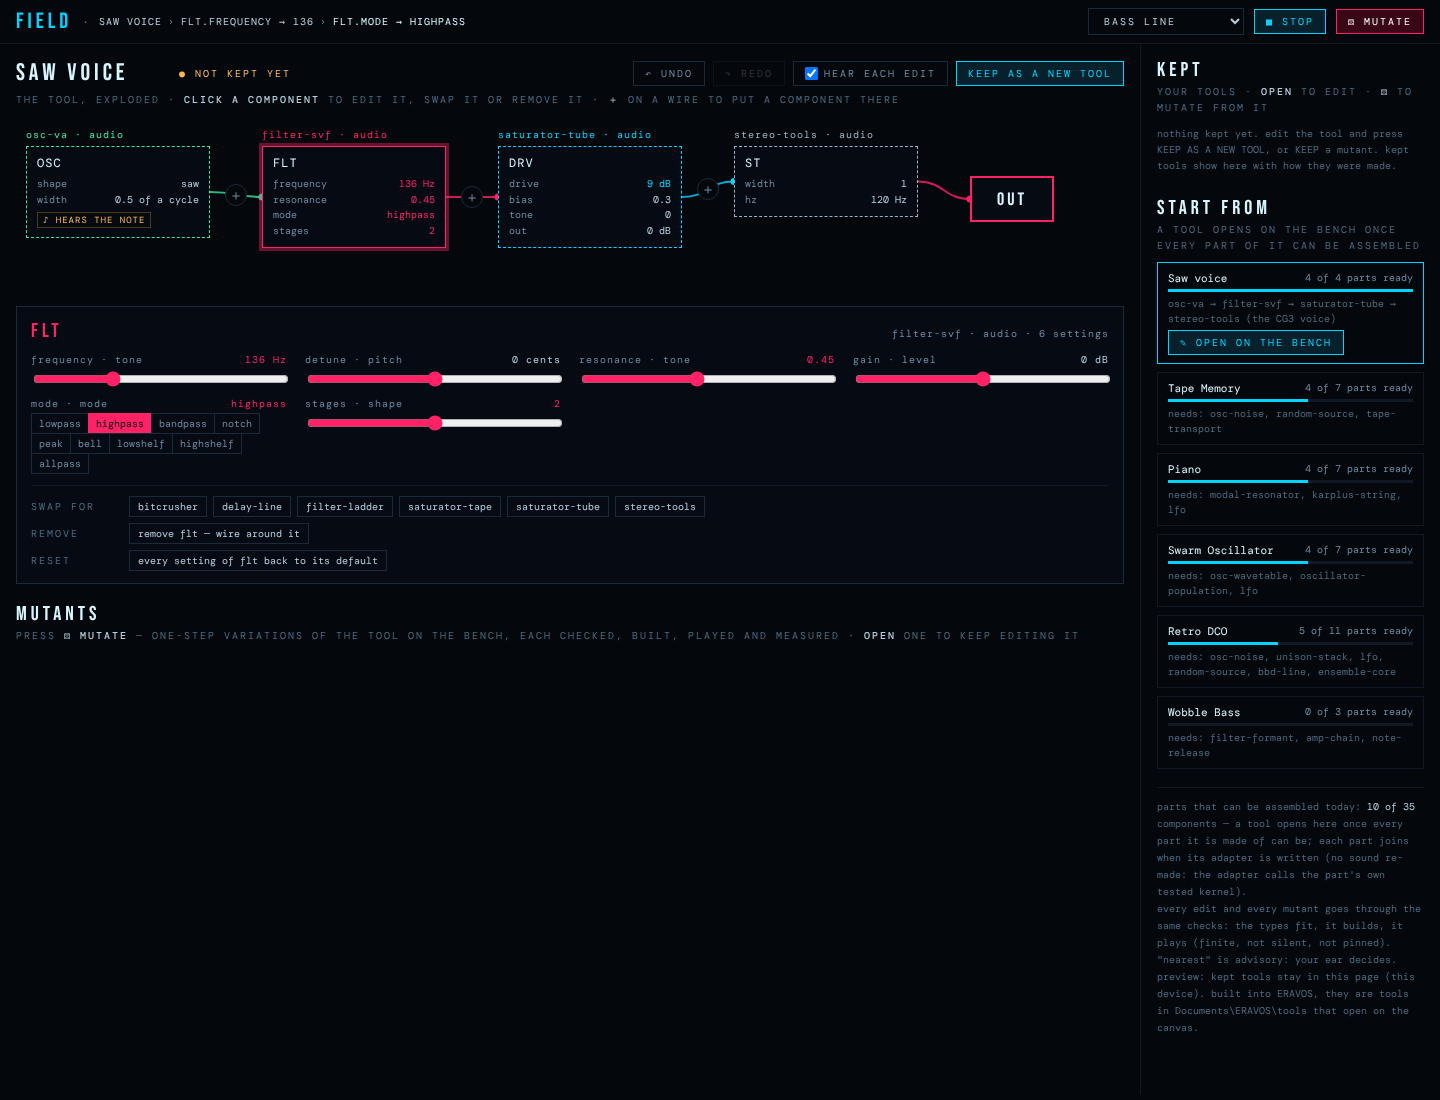 FIELD · SAW VOICE › FLT.FREQUENCY → 136 › FLT.MODE → HIGHPASS
BASS LINE
■ STOP
⚄ MUTATE
SAW VOICE
● NOT KEPT YET
↶ UNDO
↷ REDO
HEAR EACH EDIT
KEEP AS A NEW TOOL
THE TOOL, EXPLODED · CLICK A COMPONENT TO EDIT IT, SWAP IT OR REMOVE IT · + ON A WIRE TO PUT A COMPONENT THERE
osc-va · audio
OSC
shape saw
width 0.5 of a cycle
♪ HEARS THE NOTE
+
filter-svf · audio
FLT
frequency 136 Hz
resonance 0.45
mode highpass
stages 2
+
saturator-tube · audio
DRV
drive 9 dB
bias 0.3
tone 0
out 0 dB
+
stereo-tools · audio
ST
width 1
hz 120 Hz
OUT
FLT
filter-svf · audio · 6 settings
frequency · tone 136 Hz
detune · pitch 0 cents
resonance · tone 0.45
gain · level 0 dB
mode · mode highpass
lowpass highpass bandpass notch
peak bell lowshelf highshelf
allpass
stages · shape 2
SWAP FOR bitcrusher delay-line filter-ladder saturator-tape saturator-tube stereo-tools
REMOVE remove flt — wire around it
RESET every setting of flt back to its default
MUTANTS
PRESS ⚄ MUTATE — ONE-STEP VARIATIONS OF THE TOOL ON THE BENCH, EACH CHECKED, BUILT, PLAYED AND MEASURED · OPEN ONE TO KEEP EDITING IT
KEPT
YOUR TOOLS · OPEN TO EDIT · ⚄ TO
MUTATE FROM IT
nothing kept yet. edit the tool and press
KEEP AS A NEW TOOL, or KEEP a mutant. kept
tools show here with how they were made.
START FROM
A TOOL OPENS ON THE BENCH ONCE
EVERY PART OF IT CAN BE ASSEMBLED
Saw voice 4 of 4 parts ready
osc-va → filter-svf → saturator-tube →
stereo-tools (the CG3 voice)
✎ OPEN ON THE BENCH
Tape Memory 4 of 7 parts ready
needs: osc-noise, random-source, tape-
transport
Piano 4 of 7 parts ready
needs: modal-resonator, karplus-string,
lfo
Swarm Oscillator 4 of 7 parts ready
needs: osc-wavetable, oscillator-
population, lfo
Retro DCO 5 of 11 parts ready
needs: osc-noise, unison-stack, lfo,
random-source, bbd-line, ensemble-core
Wobble Bass 0 of 3 parts ready
needs: filter-formant, amp-chain, note-
release
parts that can be assembled today: 10 of 35
components — a tool opens here once every
part it is made of can be; each part joins
when its adapter is written (no sound re-
made: the adapter calls the part's own
tested kernel).
every edit and every mutant goes through the
same checks: the types fit, it builds, it
plays (finite, not silent, not pinned).
"nearest" is advisory: your ear decides.
preview: kept tools stay in this page (this
device). built into ERAVOS, they are tools
in Documents\ERAVOS\tools that open on the
canvas.